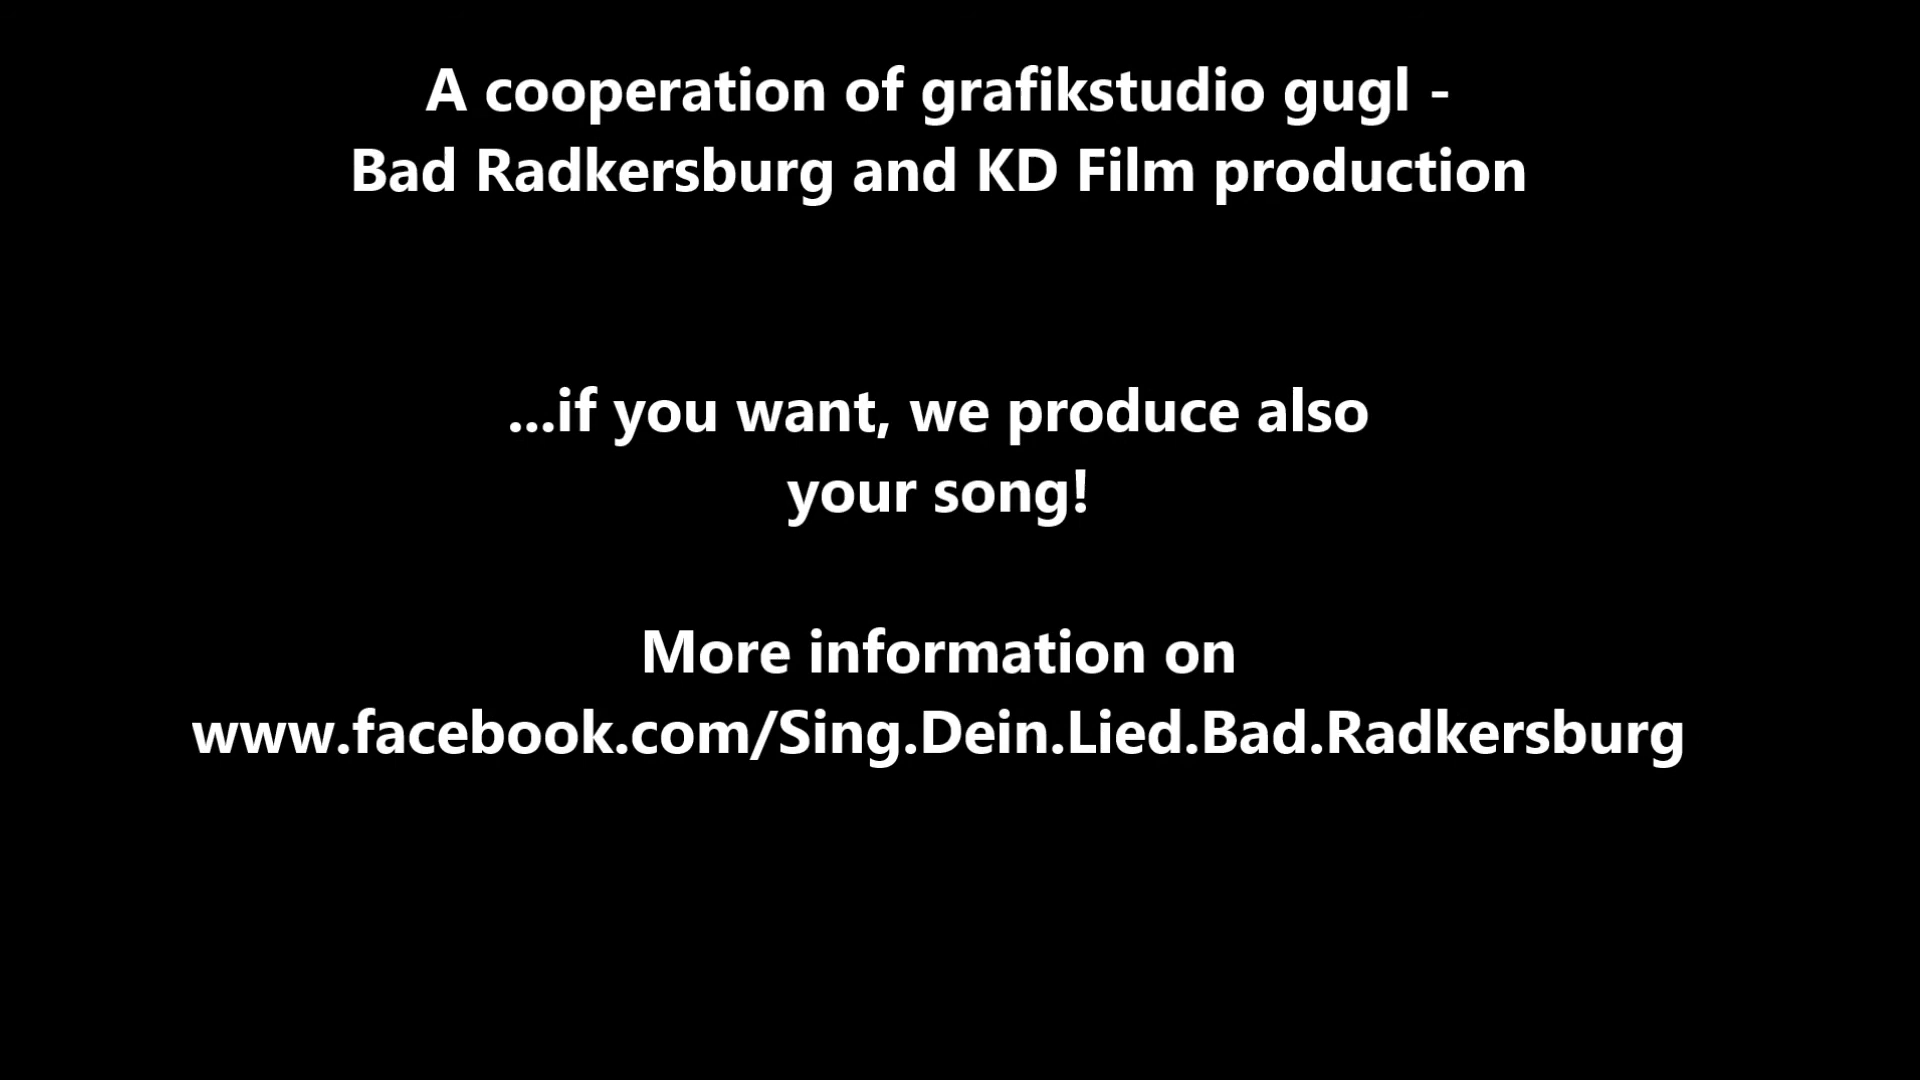 A cooperation of grafikstudio gugl -
Bad Radkersburg and KD Film production
...if you want, we produce also
your song!
More information on
www.facebook.com/Sing.Dein.Lied.Bad.Radkersburg